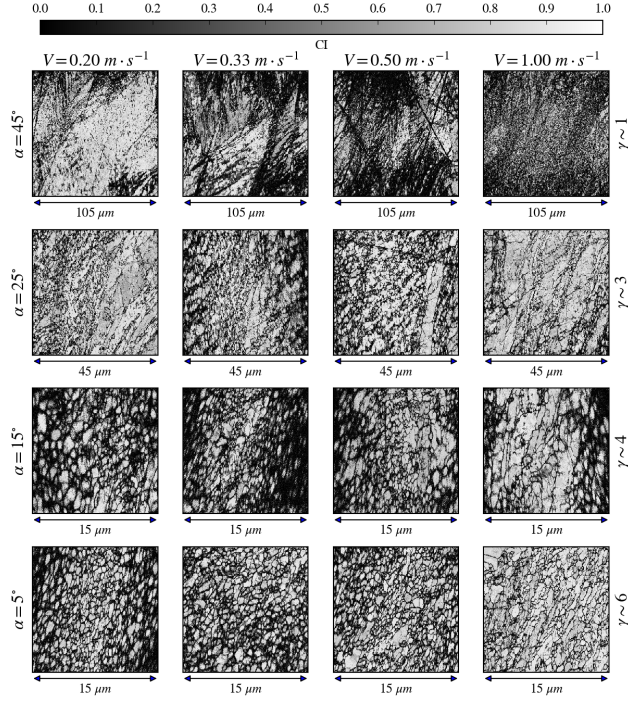 0.0 0.1 0.2 0.3 0.4 0.5 0.6 0.7 0.8 0.9 1.0
CI
V = 0.20 m · s⁻¹ V = 0.33 m · s⁻¹ V = 0.50 m · s⁻¹ V = 1.00 m · s⁻¹
α = 45° γ ~ 1
105 μm 105 μm 105 μm 105 μm
α = 25° γ ~ 3
45 μm 45 μm 45 μm 45 μm
α = 15° γ ~ 4
15 μm 15 μm 15 μm 15 μm
α = 5° γ ~ 6
15 μm 15 μm 15 μm 15 μm